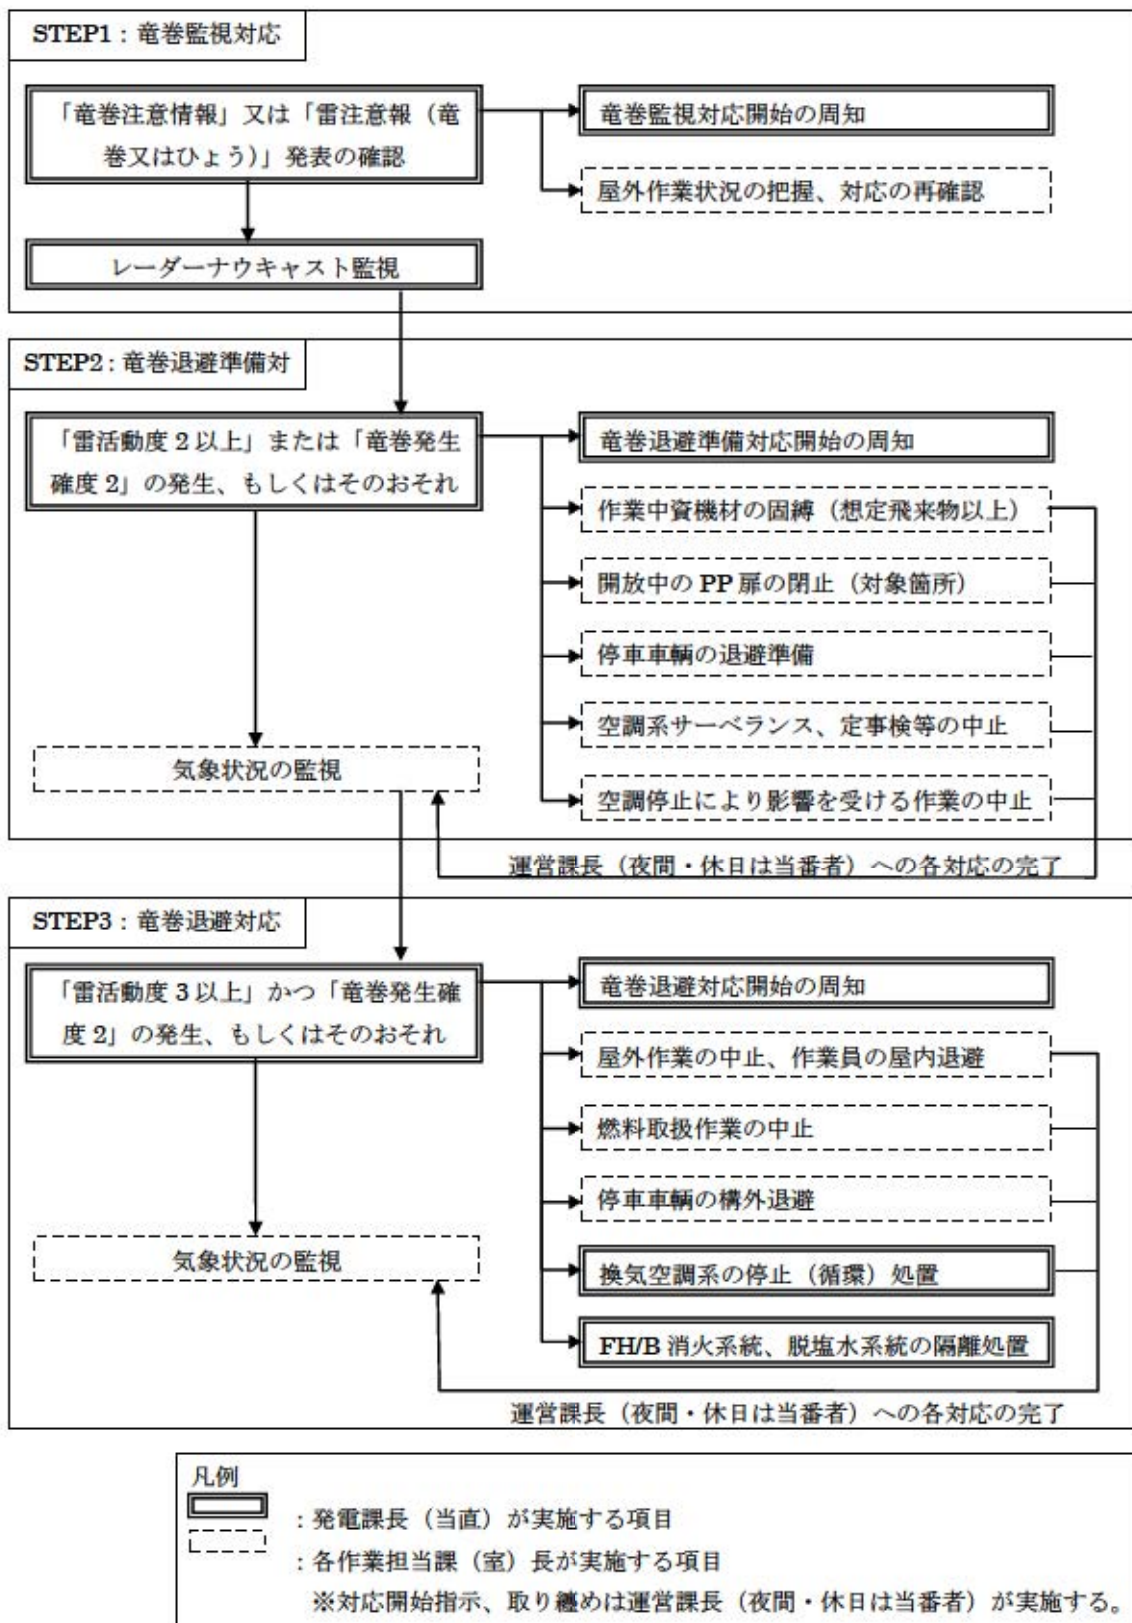 STEP1：竜巻監視対応
「竜巻注意情報」又は「雷注意報（竜
巻又はひょう）」発表の確認
竜巻監視対応開始の周知
屋外作業状況の把握、対応の再確認
レーダーナウキャスト監視
STEP2：竜巻退避準備対
「雷活動度 2 以上」または「竜巻発生
確度 2」の発生、もしくはそのおそれ
竜巻退避準備対応開始の周知
作業中資機材の固縛（想定飛来物以上）
開放中の PP 扉の閉止（対象箇所）
停車車輌の退避準備
空調系サーベランス、定事検等の中止
気象状況の監視
空調停止により影響を受ける作業の中止
運営課長（夜間・休日は当番者）への各対応の完了
STEP3：竜巻退避対応
「雷活動度 3 以上」かつ「竜巻発生確
度 2」の発生、もしくはそのおそれ
竜巻退避対応開始の周知
屋外作業の中止、作業員の屋内退避
燃料取扱作業の中止
停車車輌の構外退避
気象状況の監視
換気空調系の停止（循環）処置
FH/B 消火系統、脱塩水系統の隔離処置
運営課長（夜間・休日は当番者）への各対応の完了
凡例
：発電課長（当直）が実施する項目
：各作業担当課（室）長が実施する項目
※対応開始指示、取り纏めは運営課長（夜間・休日は当番者）が実施する。